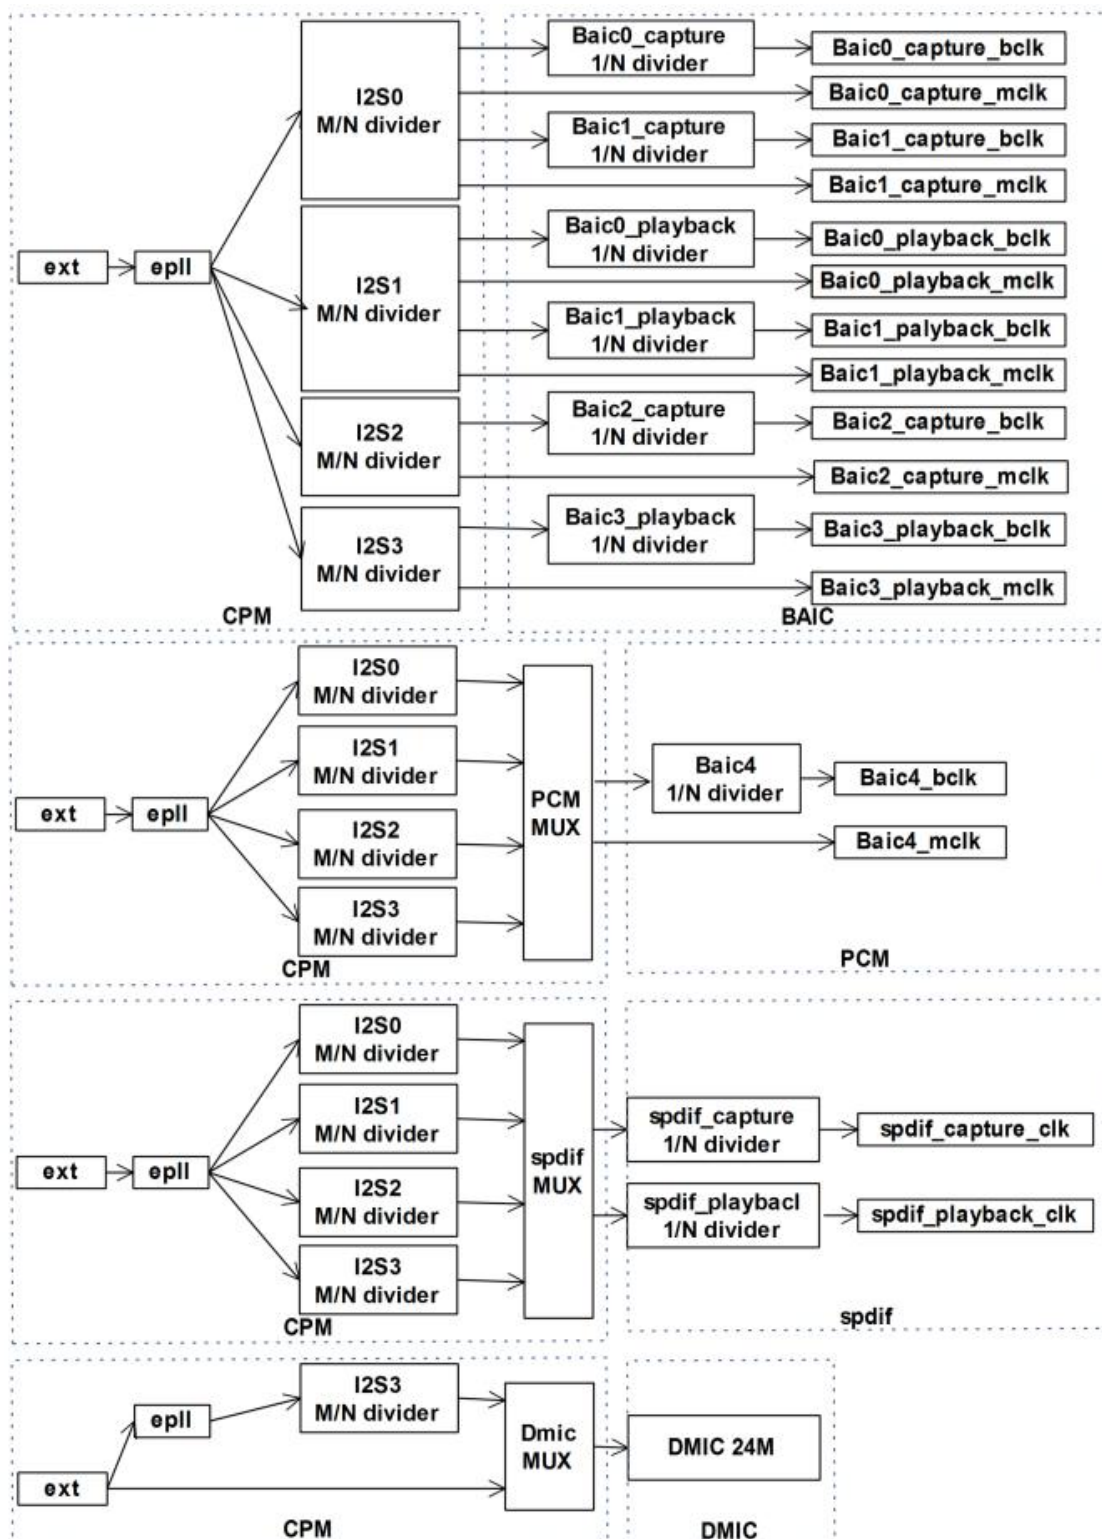 Baic0_capture
1/N divider
Baic0_capture_bclk
I2S0
M/N divider
Baic0_capture_mclk
Baic1_capture
1/N divider
Baic1_capture_bclk
Baic1_capture_mclk
ext
epll
I2S1
M/N divider
Baic0_playback
1/N divider
Baic0_playback_bclk
Baic0_playback_mclk
Baic1_playback
1/N divider
Baic1_palyback_bclk
Baic1_playback_mclk
I2S2
M/N divider
Baic2_capture
1/N divider
Baic2_capture_bclk
Baic2_capture_mclk
I2S3
M/N divider
Baic3_playback
1/N divider
Baic3_playback_bclk
Baic3_playback_mclk
CPM
BAIC
I2S0
M/N divider
I2S1
M/N divider
ext
epll
I2S2
M/N divider
I2S3
M/N divider
PCM
MUX
Baic4
1/N divider
Baic4_bclk
Baic4_mclk
CPM
PCM
I2S0
M/N divider
I2S1
M/N divider
ext
epll
I2S2
M/N divider
I2S3
M/N divider
spdif
MUX
spdif_capture
1/N divider
spdif_capture_clk
spdif_playbacl
1/N divider
spdif_playback_clk
CPM
spdif
I2S3
M/N divider
epll
ext
Dmic
MUX
DMIC 24M
CPM
DMIC